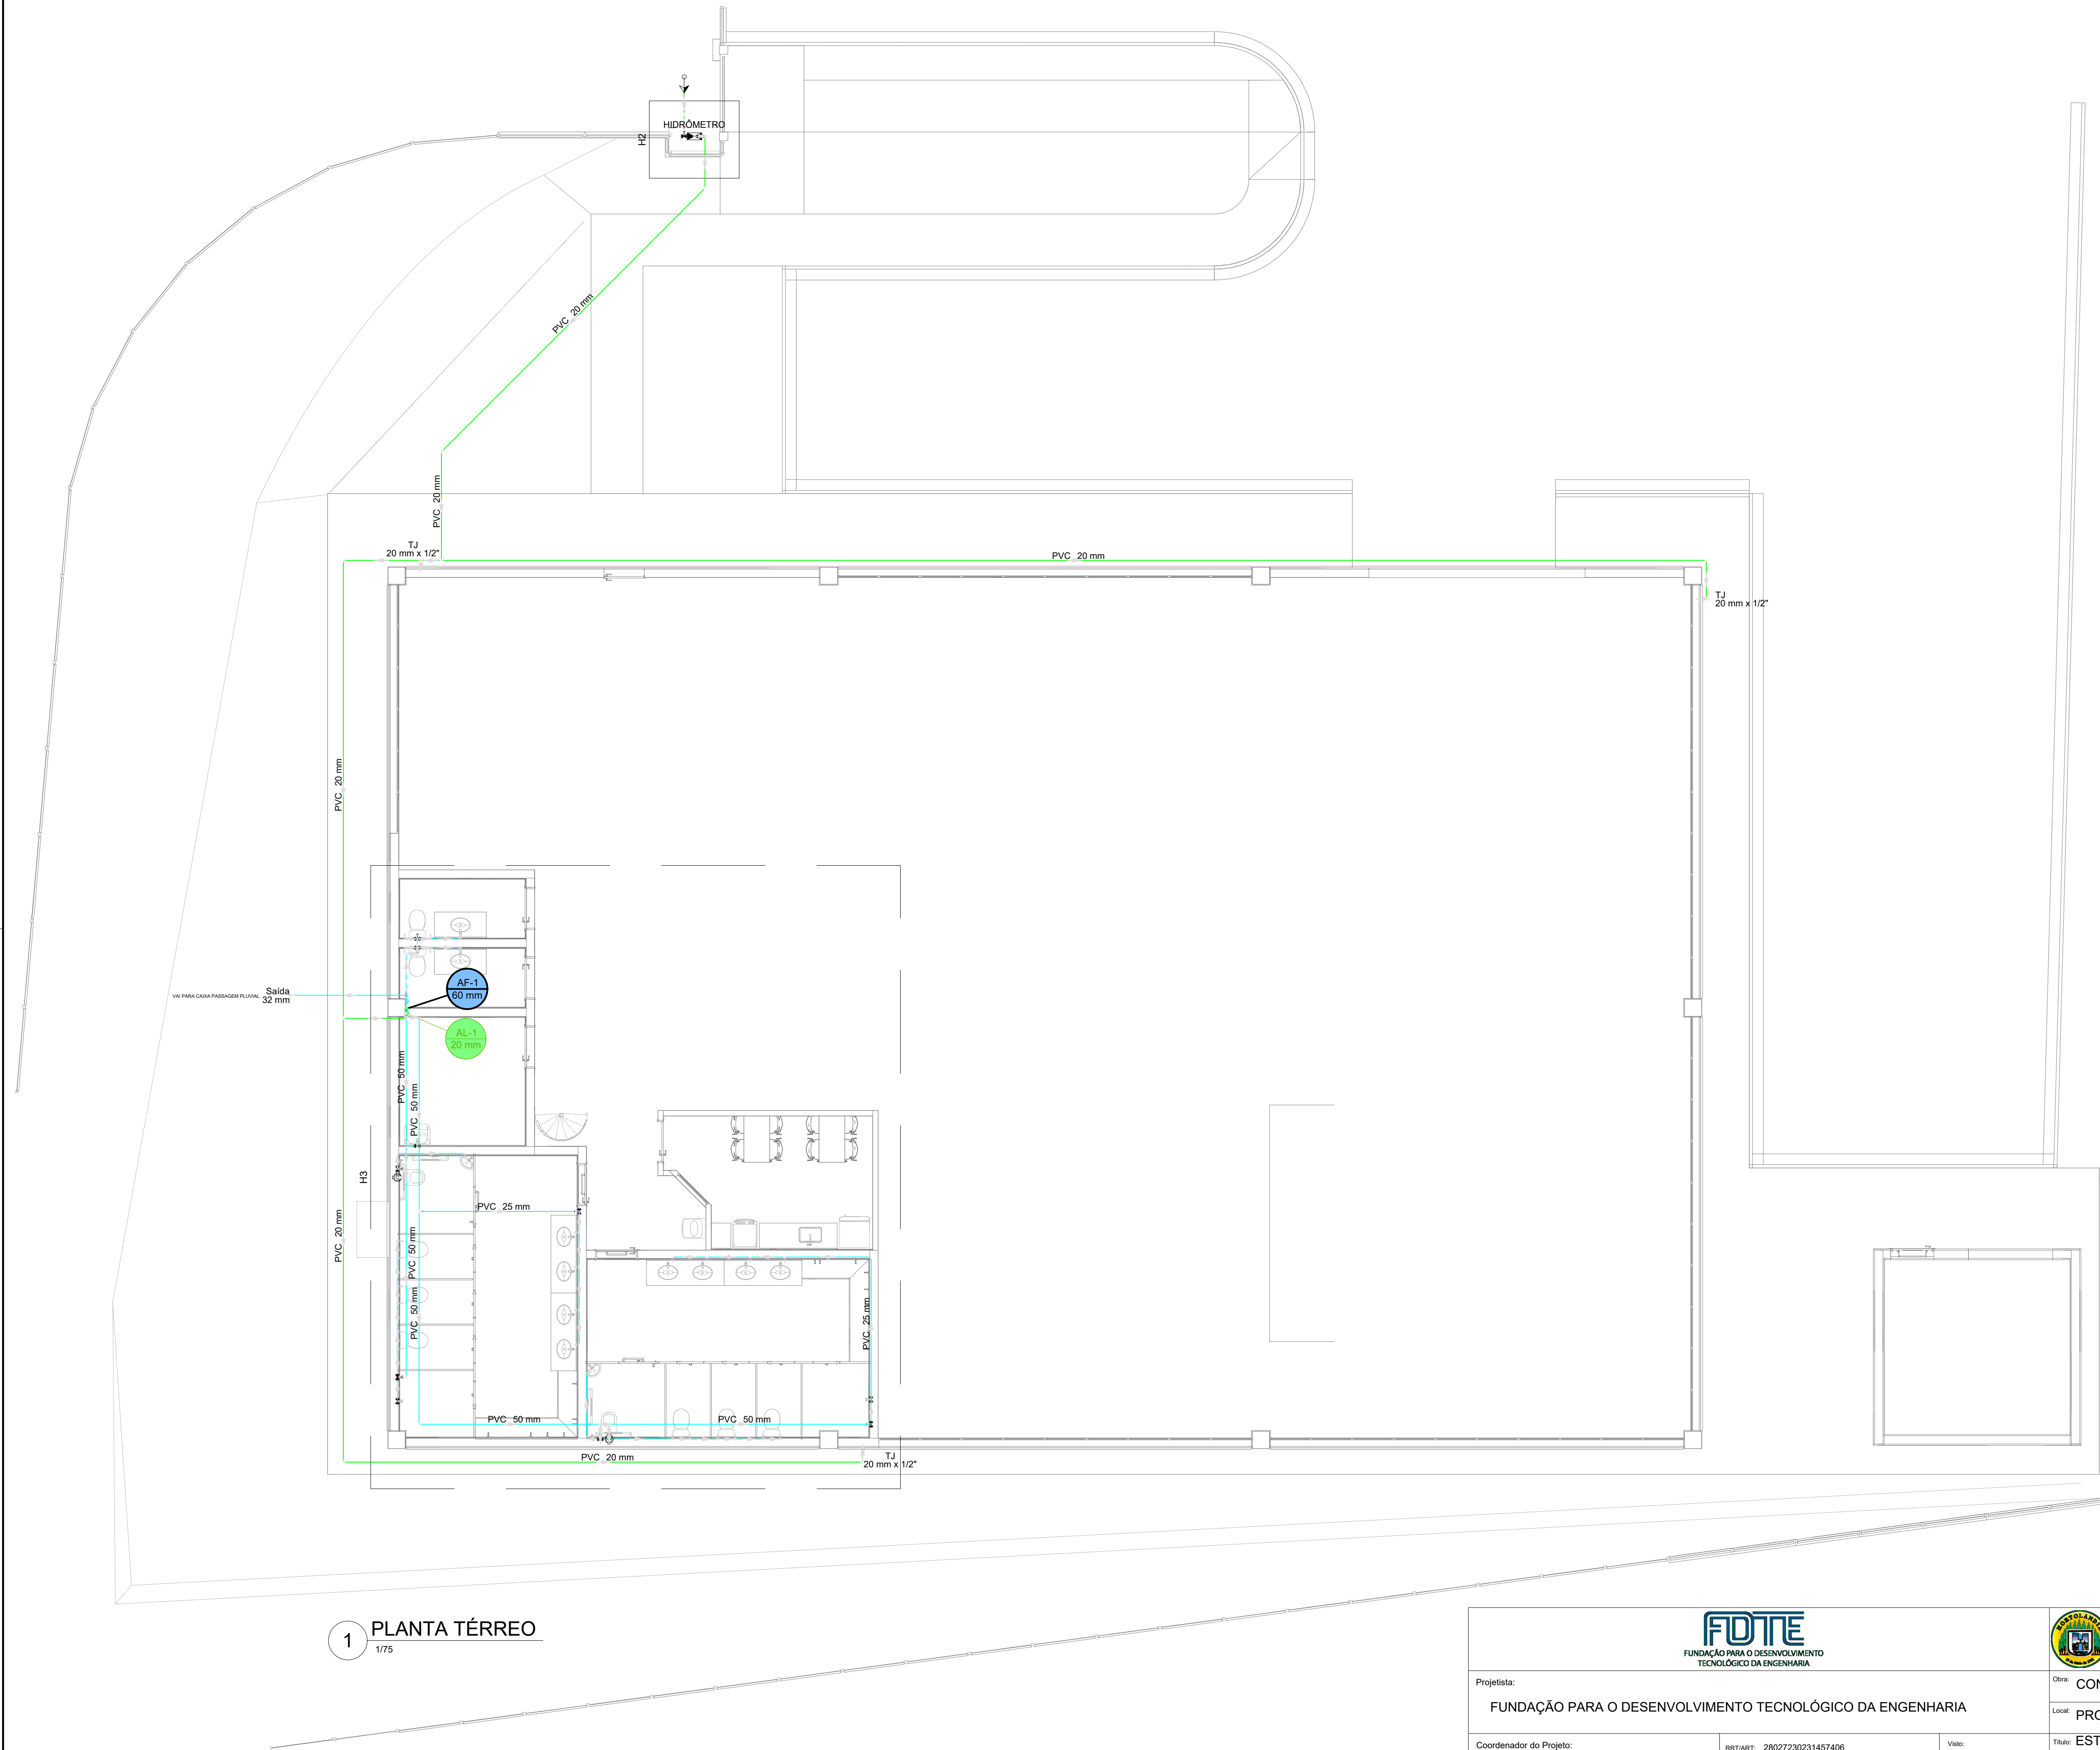 HIDRÔMETRO
H2
PVC 20 mm
PVC 20 mm
TJ
20 mm x 1/2"
PVC 20 mm
TJ
20 mm x 1/2"
PVC 20 mm
AF-1
60 mm
Saída
32 mm
VAI PARA CAIXA PASSAGEM PLUVIAL
AL-1
20 mm
PVC 50 mm
PVC 50 mm
H3
PVC 25 mm
PVC 20 mm
PVC 50 mm
PVC 50 mm
PVC 25 mm
PVC 50 mm
PVC 50 mm
PVC 20 mm
TJ
20 mm x 1/2"
1
PLANTA TÉRREO
1/75
FDTE
FUNDAÇÃO PARA O DESENVOLVIMENTO
TECNOLÓGICO DA ENGENHARIA
Projetista:
FUNDAÇÃO PARA O DESENVOLVIMENTO TECNOLÓGICO DA ENGENHARIA
Obra: CON
Local: PRO
Coordenador do Projeto:
RRT/ART: 28027230231457406
Visto:
Título: EST